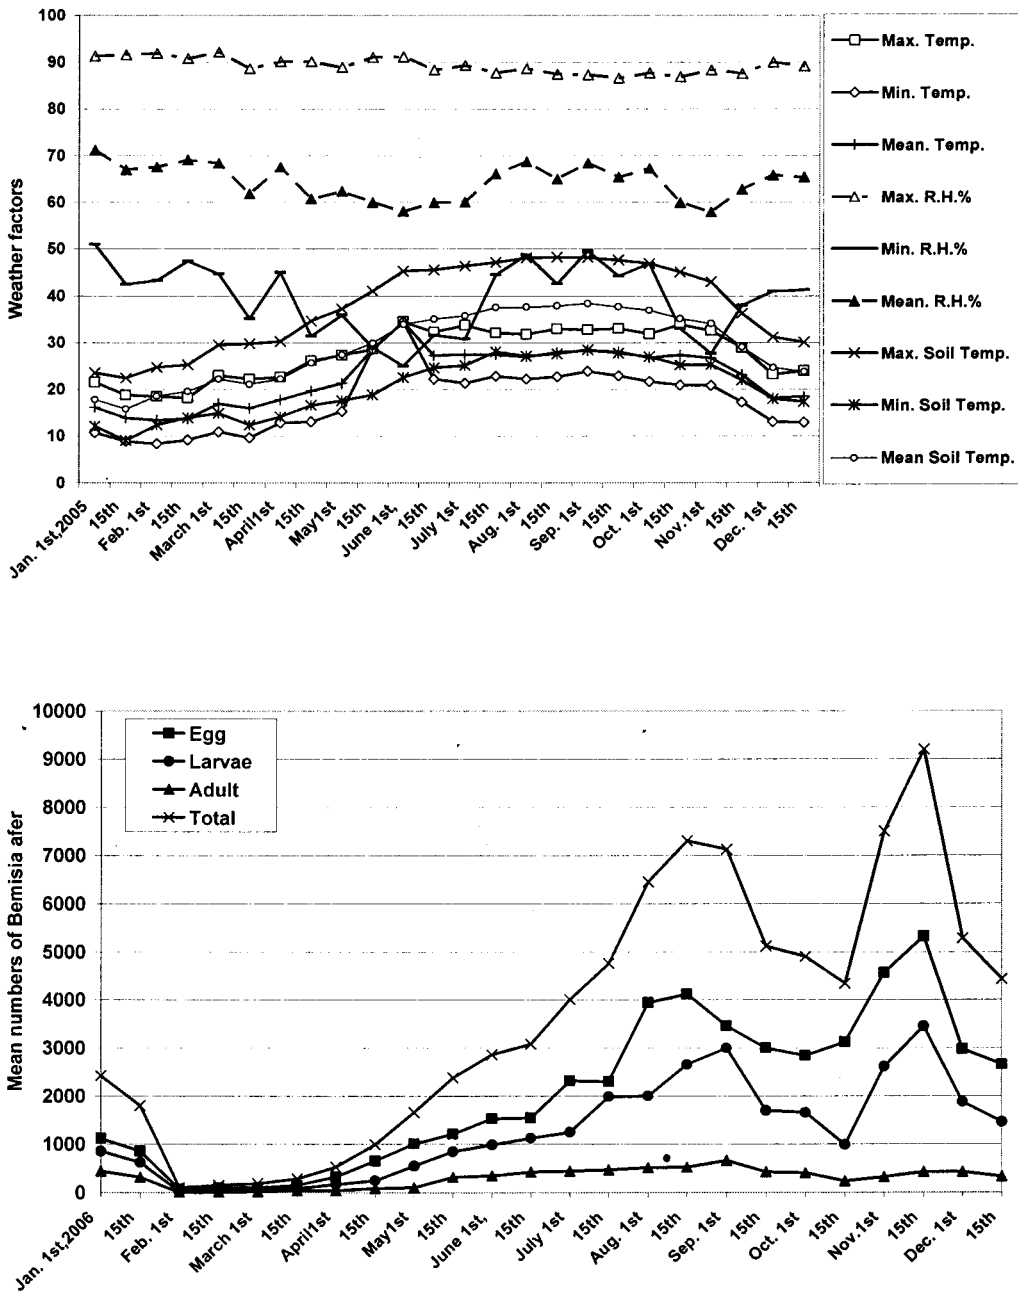 100
90
80
70
60
50
40
30
20
10
0
Weather factors
Jan. 1st,2005
15th
Feb. 1st
15th
March 1st
15th
April1st
15th
May1st
15th
June 1st,
15th
July 1st
15th
Aug. 1st
15th
Sep. 1st
15th
Oct. 1st
15th
Nov.1st
15th
Dec. 1st
15th
Max. Temp.
Min. Temp.
Mean. Temp.
Max. R.H.%
Min. R.H.%
Mean. R.H.%
Max. Soil Temp.
Min. Soil Temp.
Mean Soil Temp.
10000
9000
8000
7000
6000
5000
4000
3000
2000
1000
0
Mean numbers of Bemisia afer
Egg
Larvae
Adult
Total
Jan. 1st,2006
15th
Feb. 1st
15th
March 1st
15th
April1st
15th
May1st
15th
June 1st,
15th
July 1st
15th
Aug. 1st
15th
Sep. 1st
15th
Oct. 1st
15th
Nov.1st
15th
Dec. 1st
15th